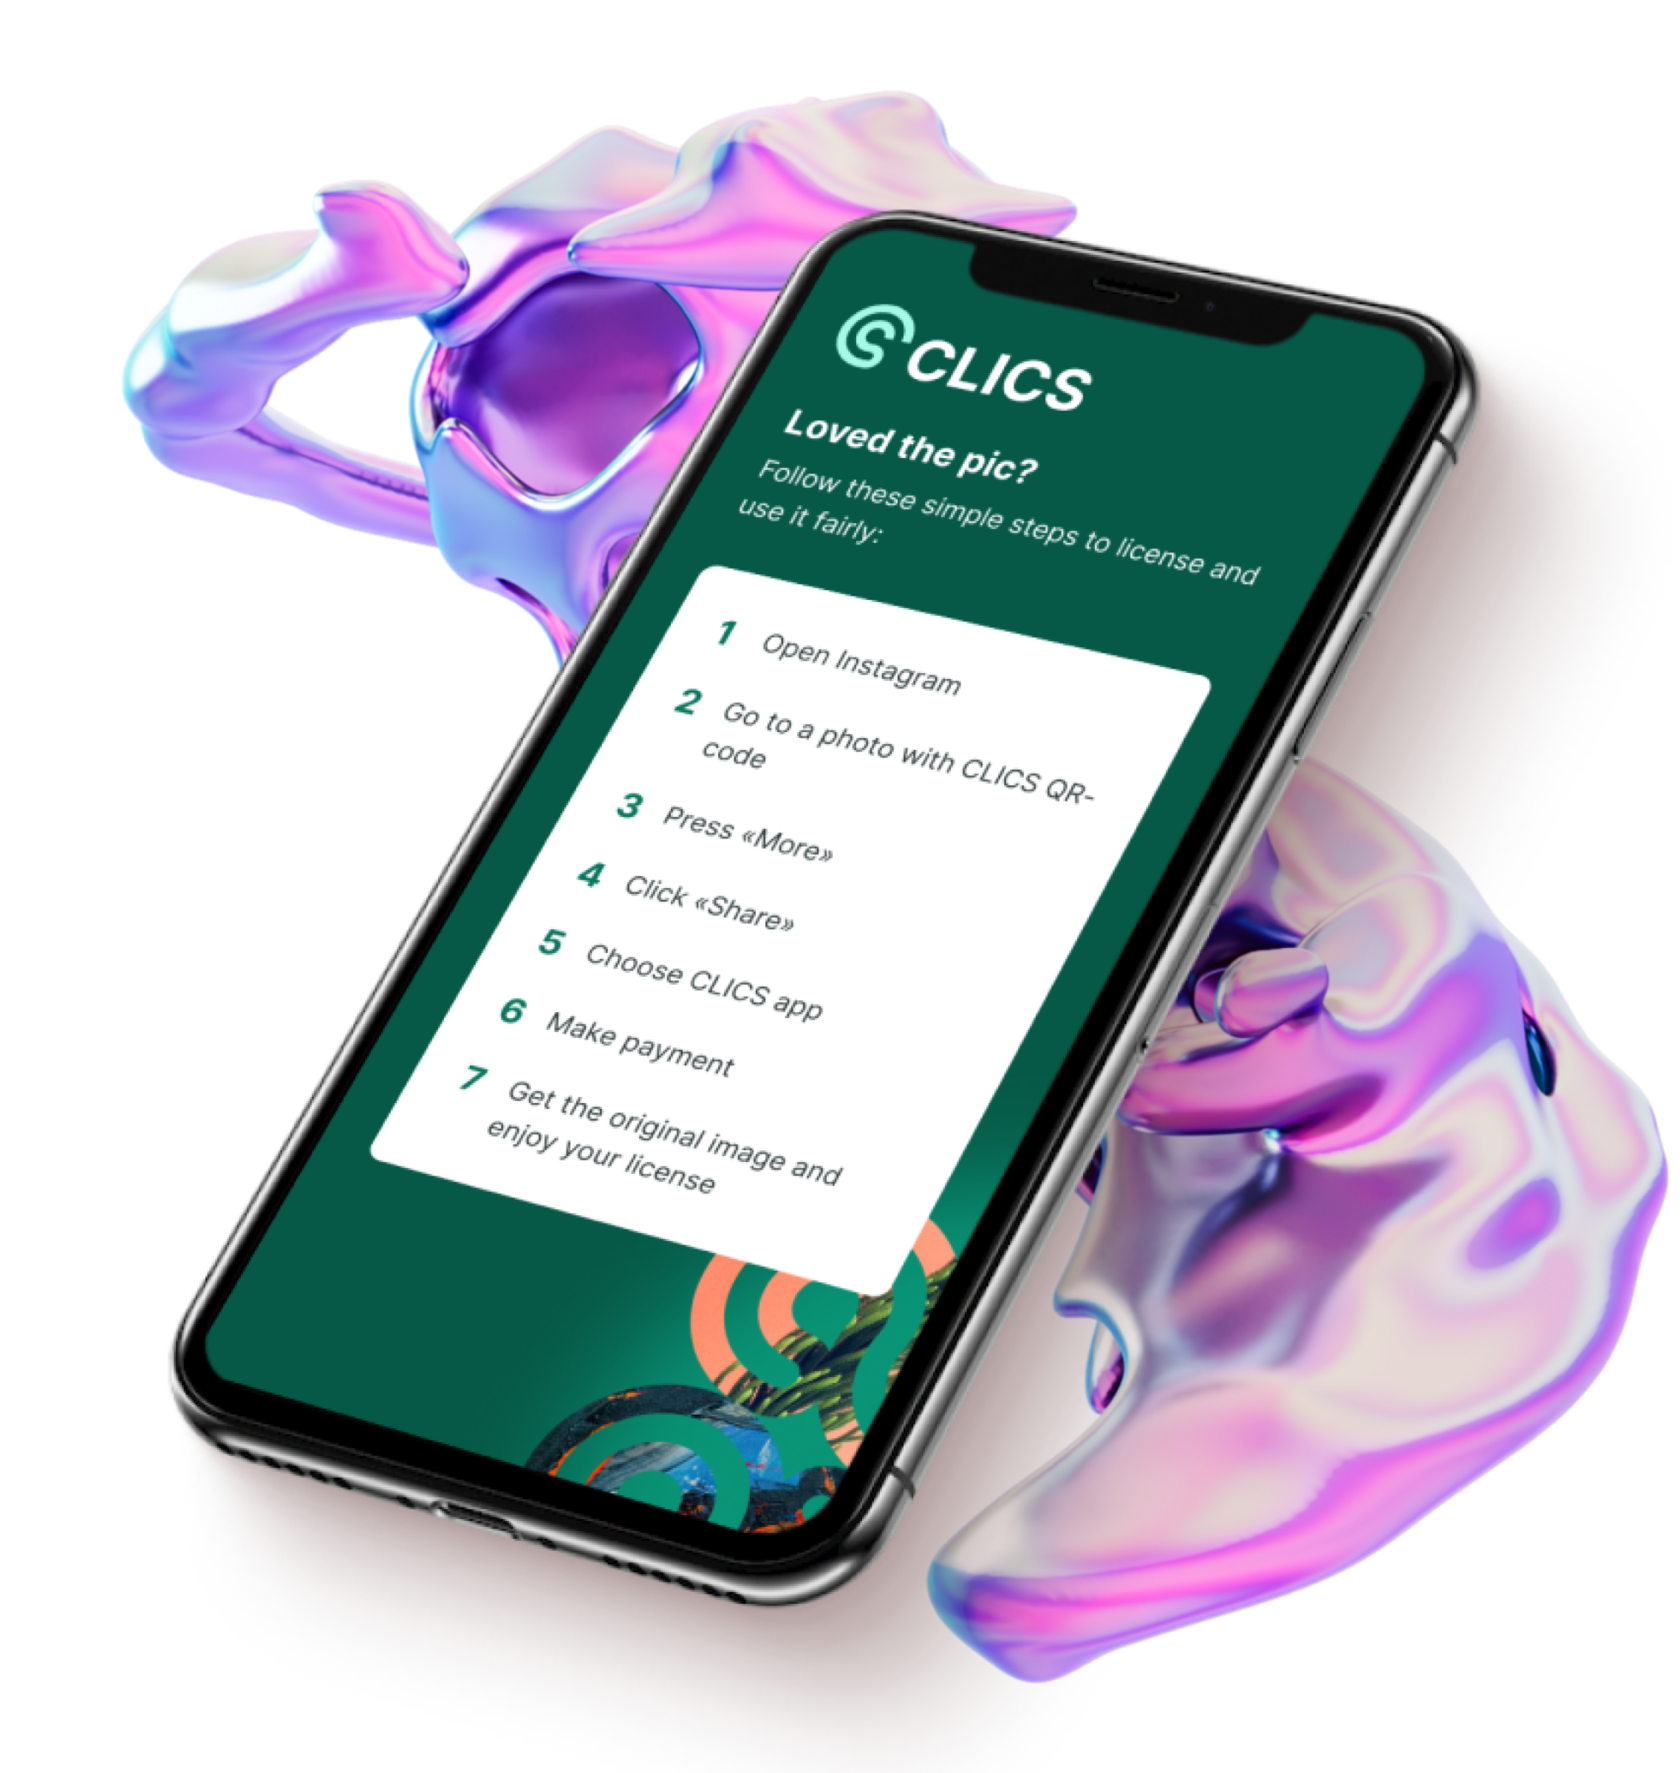 CLICS
Loved the pic?
Follow these simple steps to license and
use it fairly:
1 Open Instagram
2 Go to a photo with CLICS QR-
code
3 Press «More»
4 Click «Share»
5 Choose CLICS app
6 Make payment
7 Get the original image and
enjoy your license